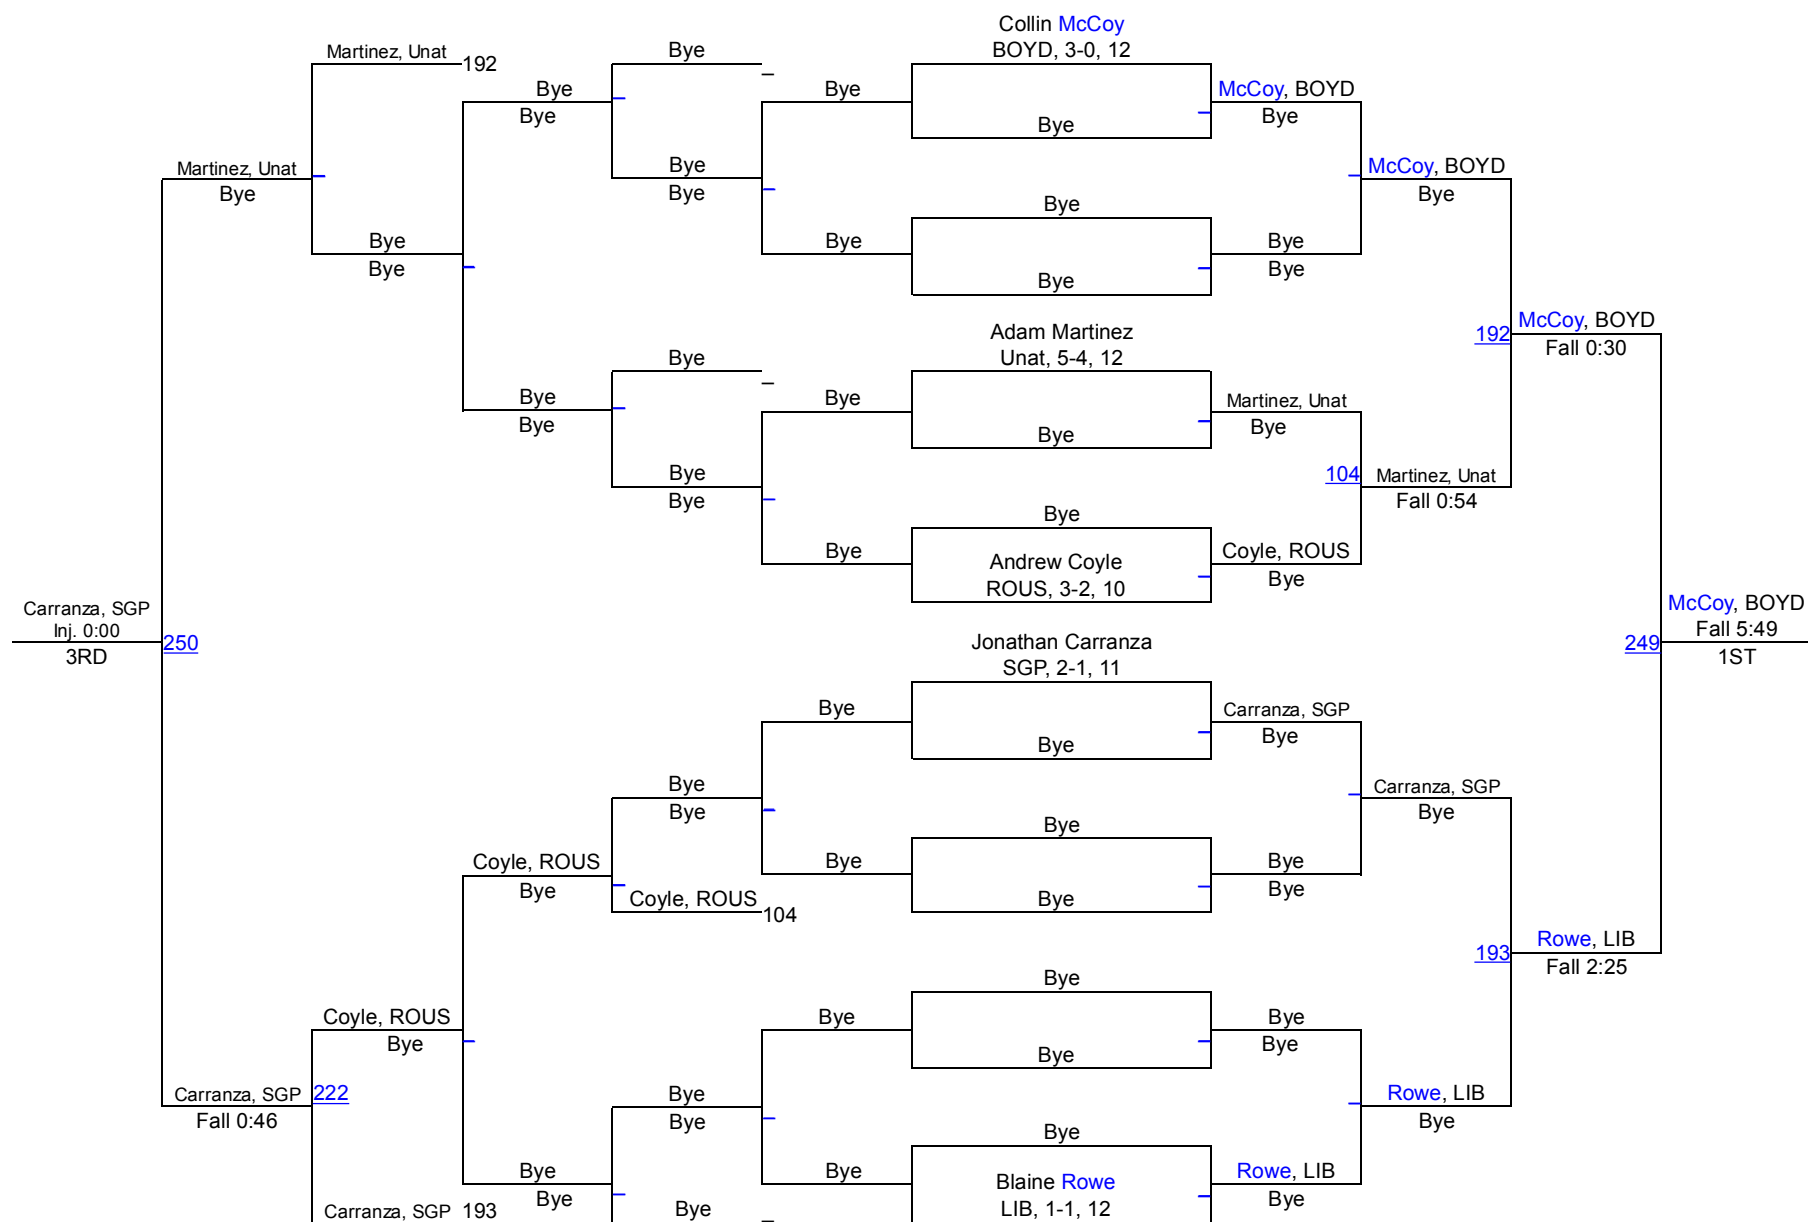 Collin McCoy
BOYD, 3-0, 12
Martinez, Unat
192
Bye
Bye
Bye
Bye
McCoy, BOYD
Bye
Bye
Bye
Martinez, Unat
Bye
Bye
Bye
McCoy, BOYD
Bye
Bye
Bye
Bye
Bye
Bye
Bye
Bye
Bye
Adam Martinez
Unat, 5-4, 12
192
McCoy, BOYD
Fall 0:30
Bye
Bye
Bye
Bye
Bye
Martinez, Unat
Bye
Bye
Bye
104
Martinez, Unat
Fall 0:54
Bye
Bye
Andrew Coyle
ROUS, 3-2, 10
Coyle, ROUS
Bye
Carranza, SGP
Inj. 0:00
3RD
250
Jonathan Carranza
SGP, 2-1, 11
249
McCoy, BOYD
Fall 5:49
1ST
Bye
Bye
Carranza, SGP
Bye
Bye
Bye
Carranza, SGP
Bye
Bye
Bye
Bye
Bye
Bye
Coyle, ROUS
Bye
Coyle, ROUS
104
193
Rowe, LIB
Fall 2:25
Bye
Bye
Bye
Bye
Bye
Coyle, ROUS
Bye
Carranza, SGP
Fall 0:46
222
Bye
Bye
Rowe, LIB
Bye
Bye
Bye
Bye
Bye
Blaine Rowe
LIB, 1-1, 12
Rowe, LIB
Bye
Carranza, SGP 193
Bye